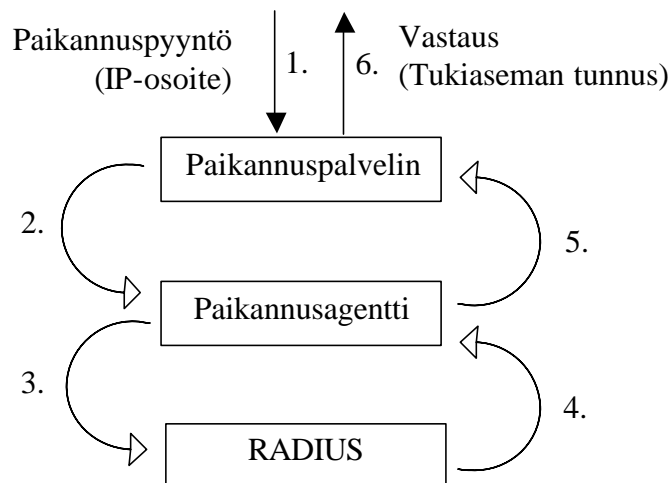 Paikannuspyyntö
(IP-osoite)
1.
6.
Vastaus
(Tukiaseman tunnus)
Paikannuspalvelin
2.
5.
Paikannusagentti
3.
4.
RADIUS